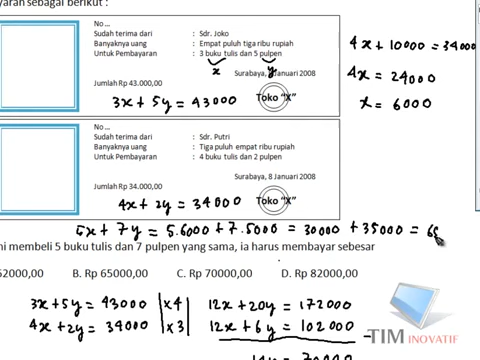 yaran sebagai berikut :
No ...
Sudah terima dari : Sdr. Joko
Banyaknya uang : Empat puluh tiga ribu rupiah
Untuk Pembayaran : 3 buku tulis dan 5 pulpen
x y
Surabaya, Januari 2008
Jumlah Rp 43.000,00
3x + 5y = 43000
Toko "X"
4x + 10000 = 34000
4x = 24000
x = 6000
No ...
Sudah terima dari : Sdr. Putri
Banyaknya uang : Tiga puluh empat ribu rupiah
Untuk Pembayaran : 4 buku tulis dan 2 pulpen
Surabaya, 8 Januari 2008
Jumlah Rp 34.000,00
4x + 2y = 34000
Toko "X"
5x + 7y = 5.6000 + 7.5000 = 30000 + 35000 = 65
ni membeli 5 buku tulis dan 7 pulpen yang sama, ia harus membayar sebesar
52000,00 B. Rp 65000,00 C. Rp 70000,00 D. Rp 82000,00
3x + 5y = 43000 | x4 | 12x + 20y = 172000
4x + 2y = 34000 | x3 | 12x + 6y = 102000 -
14y = 70000
TIM
INOVATIF